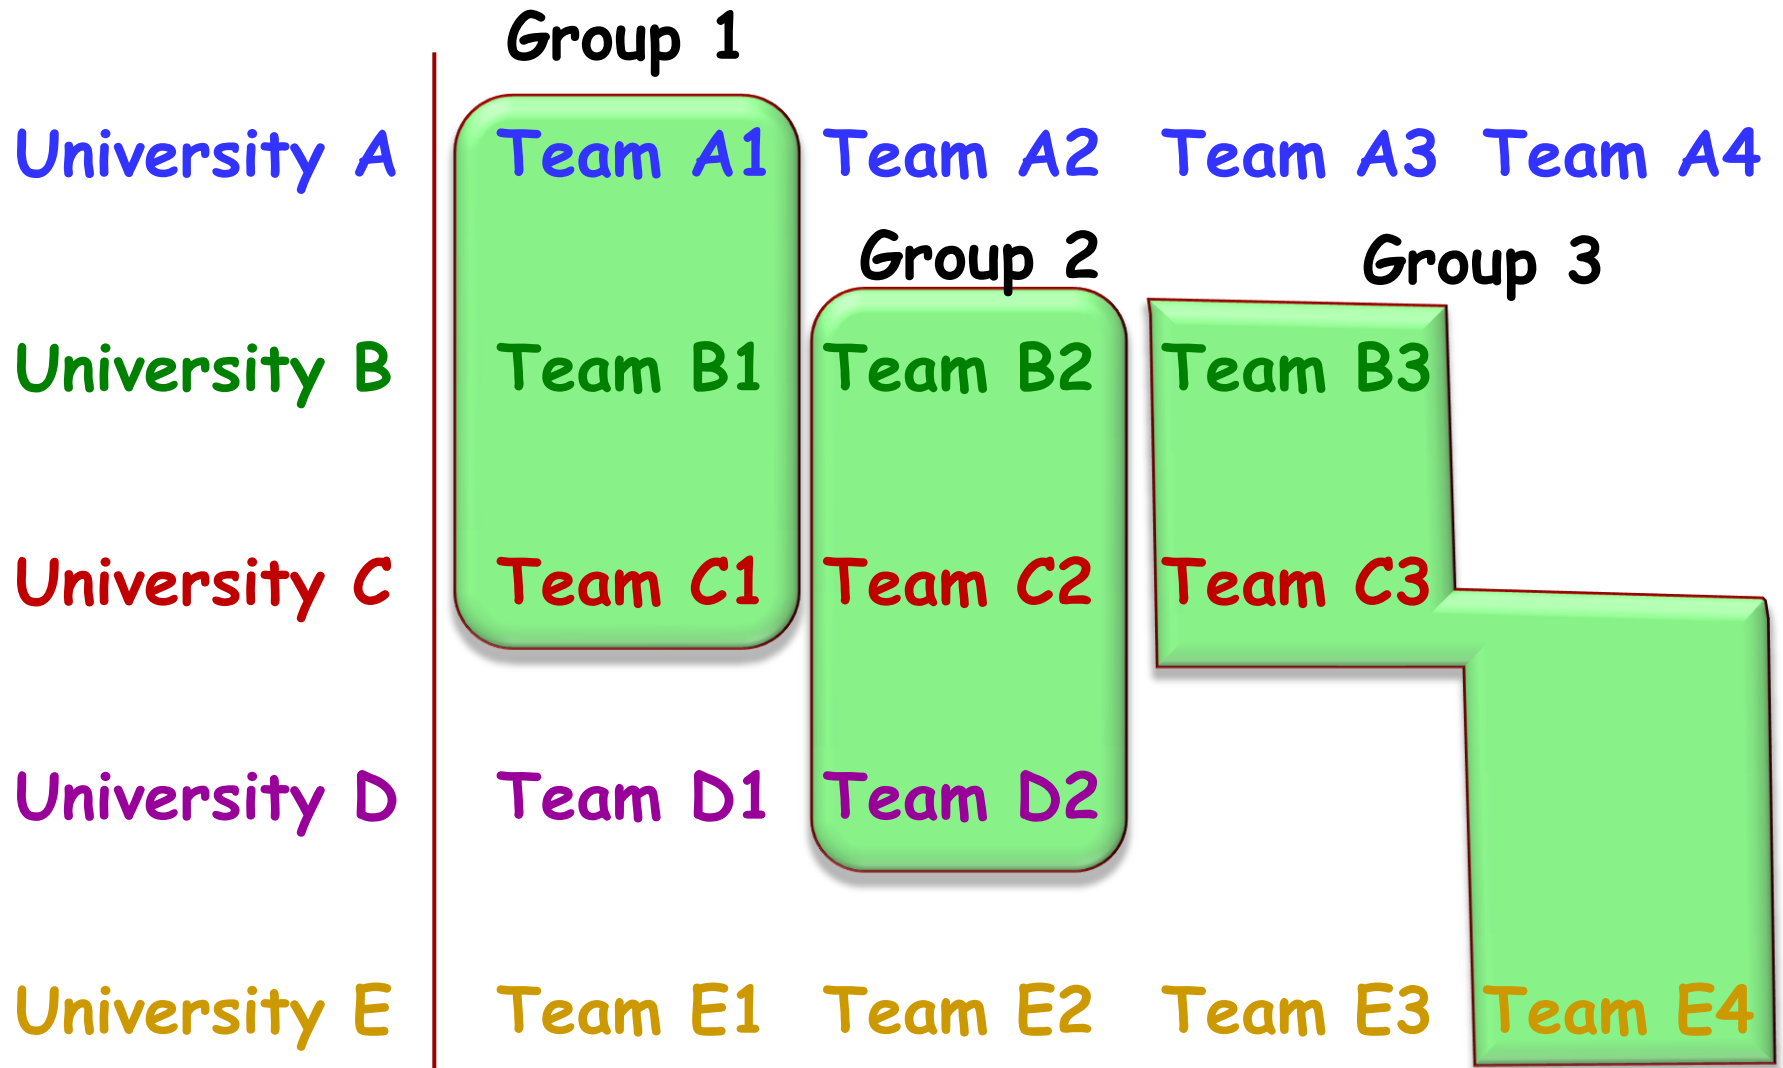 Group 1
University A Team A1 Team A2 Team A3 Team A4
Group 2 Group 3
University B Team B1 Team B2 Team B3
University C Team C1 Team C2 Team C3
University D Team D1 Team D2
University E Team E1 Team E2 Team E3 Team E4